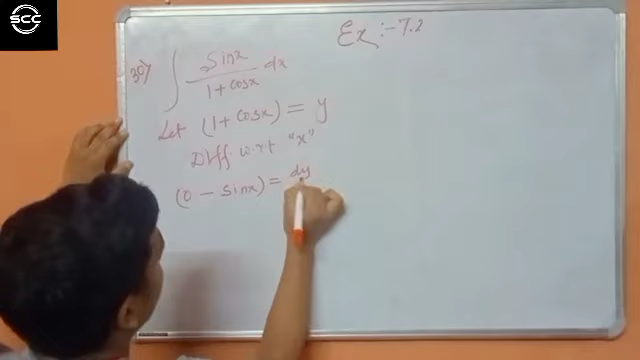 SCC
Ex :- 7.2
30) ∫ sinx / 1 + cosx dx
Let (1 + cosx) = y
Diff w.r.t "x"
(0 - sinx) = dy